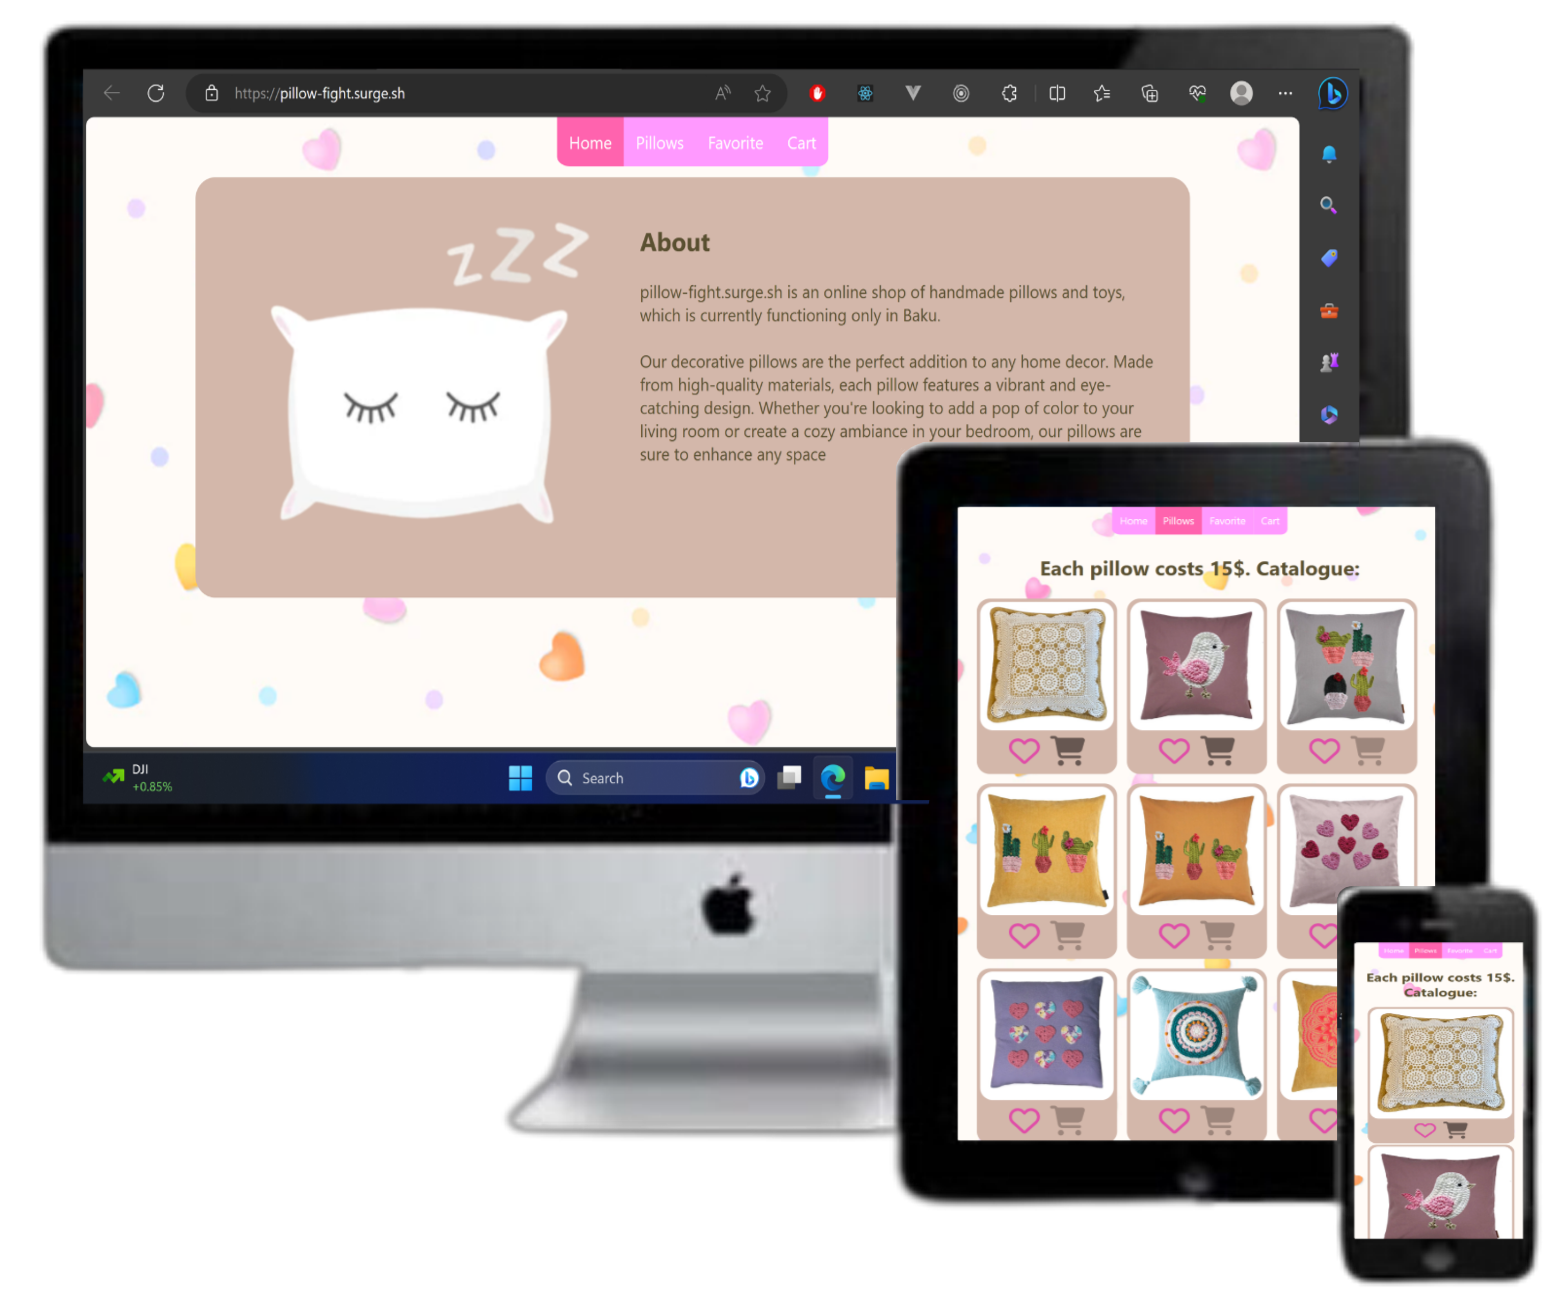 https://pillow-fight.surge.sh
Home Pillows Favorite Cart
zzz
About
pillow-fight.surge.sh is an online shop of handmade pillows and toys,
which is currently functioning only in Baku.
Our decorative pillows are the perfect addition to any home decor. Made
from high-quality materials, each pillow features a vibrant and eye-
catching design. Whether you're looking to add a pop of color to your
living room or create a cozy ambiance in your bedroom, our pillows are
sure to enhance any space
DJI
+0.85%
Search
Home Pillows Favorite Cart
Each pillow costs 15$. Catalogue:
Home Pillows Favorite Cart
Each pillow costs 15$.
Catalogue: